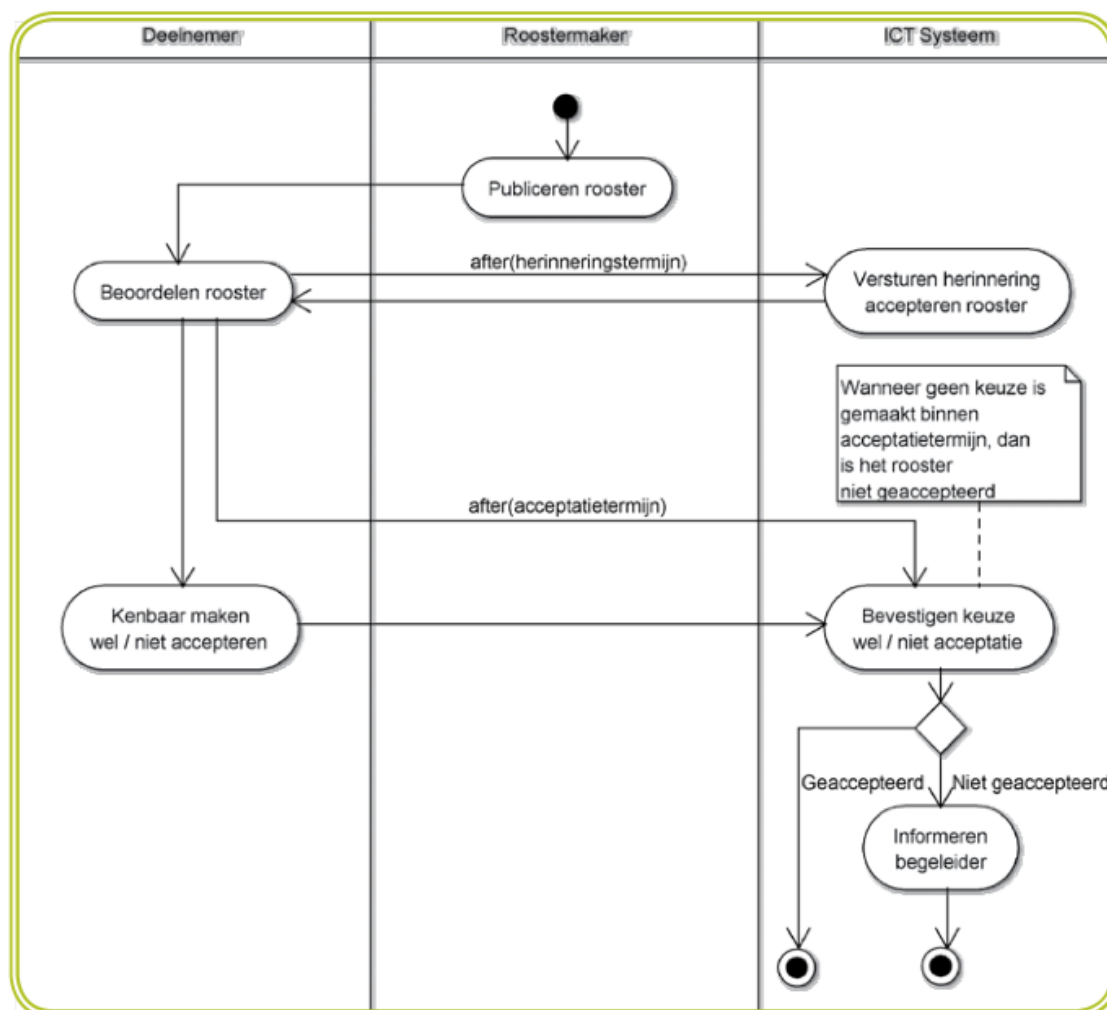 Deelnemer
Roostermaker
ICT Systeem
Publiceren rooster
Beoordelen rooster
after(herinneringstermijn)
Versturen herinnering
accepteren rooster
Wanneer geen keuze is
gemaakt binnen
acceptatietermijn, dan
is het rooster
niet geaccepteerd
after(acceptatietermijn)
Kenbaar maken
wel / niet accepteren
Bevestigen keuze
wel / niet acceptatie
Geaccepteerd
Niet geaccepteerd
Informeren
begeleider